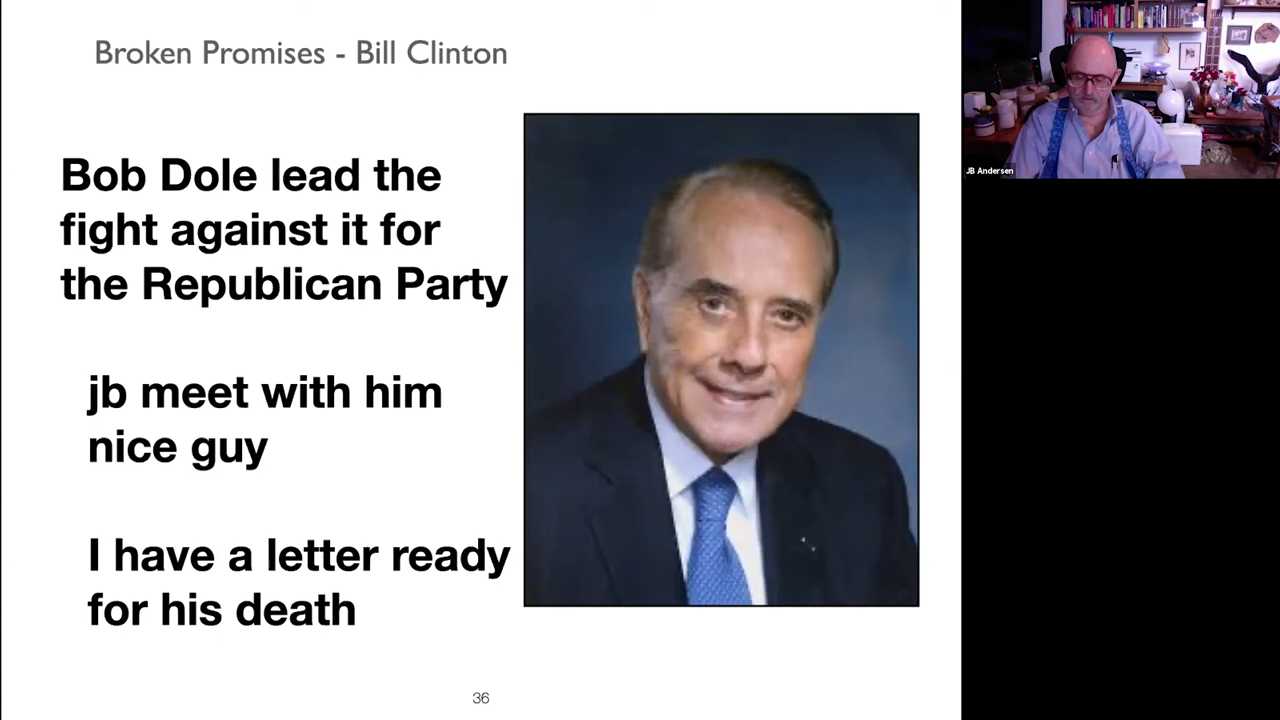 Broken Promises - Bill Clinton
Bob Dole lead the
fight against it for
the Republican Party
jb meet with him
nice guy
I have a letter ready
for his death
36
JB Andersen